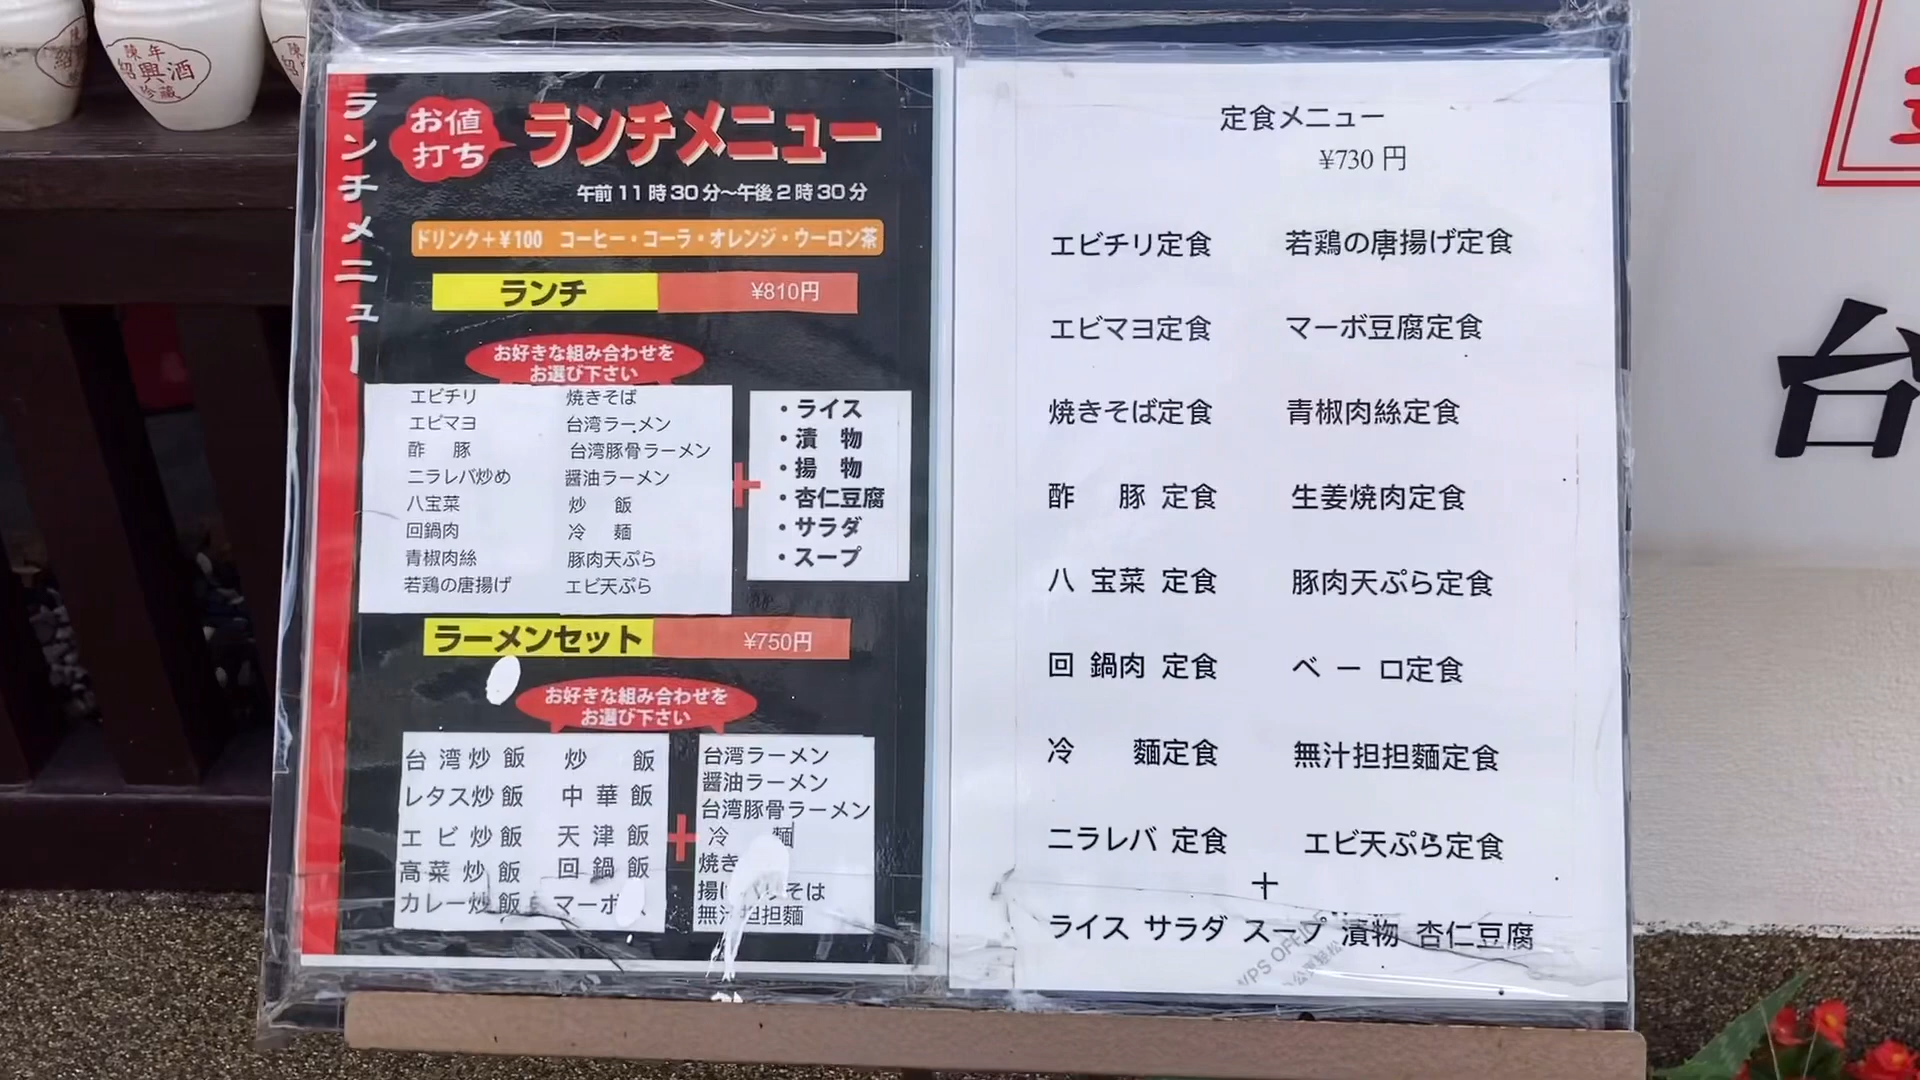 陳年
紹興酒
珍蔵
ランチメニュー
お値打ち
ランチメニュー
午前11時30分〜午後2時30分
ドリンク+¥100 コーヒー・コーラ・オレンジ・ウーロン茶
ランチ ¥810円
お好きな組み合わせを
お選び下さい
エビチリ 焼きそば
エビマヨ 台湾ラーメン
酢 豚 台湾豚骨ラーメン
ニラレバ炒め 醤油ラーメン
八宝菜 炒 飯
回鍋肉 冷 麺
青椒肉絲 豚肉天ぷら
若鶏の唐揚げ エビ天ぷら
+
・ライス
・漬 物
・揚 物
・杏仁豆腐
・サラダ
・スープ
ラーメンセット ¥750円
お好きな組み合わせを
お選び下さい
台湾炒飯 炒 飯
レタス炒飯 中華飯
エビ炒飯 天津飯
高菜炒飯 回鍋飯
カレー炒飯 マーボ
+
台湾ラーメン
醤油ラーメン
台湾豚骨ラーメン
冷 麺
焼き
揚げ そば
無汁担担麺
定食メニュー
¥730円
エビチリ定食 若鶏の唐揚げ定食
エビマヨ定食 マーボ豆腐定食
焼きそば定食 青椒肉絲定食
酢 豚 定食 生姜焼肉定食
八 宝菜 定食 豚肉天ぷら定食
回 鍋肉 定食 ベ ー ロ定食
冷 麺定食 無汁担担麺定食
ニラレバ 定食 エビ天ぷら定食
+
ライス サラダ スープ 漬物 杏仁豆腐
WPS OFFICE
台